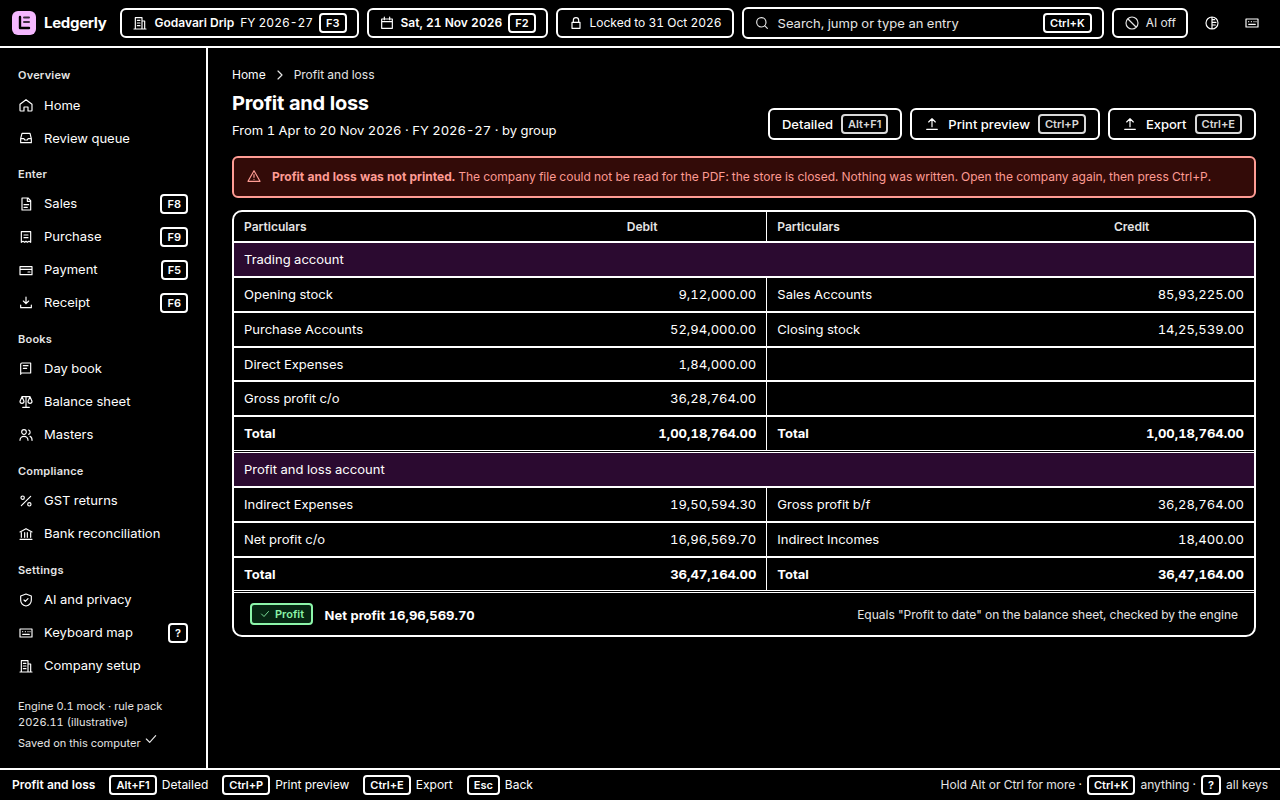 Ledgerly
Godavari Drip FY 2026-27 F3
Sat, 21 Nov 2026 F2
Locked to 31 Oct 2026
Search, jump or type an entry Ctrl+K
AI off
Overview
Home
Review queue
Enter
Sales F8
Purchase F9
Payment F5
Receipt F6
Books
Day book
Balance sheet
Masters
Compliance
GST returns
Bank reconciliation
Settings
AI and privacy
Keyboard map ?
Company setup
Engine 0.1 mock · rule pack
2026.11 (illustrative)
Saved on this computer
Home Profit and loss
Profit and loss
From 1 Apr to 20 Nov 2026 · FY 2026-27 · by group
Detailed Alt+F1
Print preview Ctrl+P
Export Ctrl+E
Profit and loss was not printed. The company file could not be read for the PDF: the store is closed. Nothing was written. Open the company again, then press Ctrl+P.
Particulars Debit Particulars Credit
Trading account
Opening stock 9,12,000.00 Sales Accounts 85,93,225.00
Purchase Accounts 52,94,000.00 Closing stock 14,25,539.00
Direct Expenses 1,84,000.00
Gross profit c/o 36,28,764.00
Total 1,00,18,764.00 Total 1,00,18,764.00
Profit and loss account
Indirect Expenses 19,50,594.30 Gross profit b/f 36,28,764.00
Net profit c/o 16,96,569.70 Indirect Incomes 18,400.00
Total 36,47,164.00 Total 36,47,164.00
Profit Net profit 16,96,569.70 Equals "Profit to date" on the balance sheet, checked by the engine
Profit and loss Alt+F1 Detailed Ctrl+P Print preview Ctrl+E Export Esc Back
Hold Alt or Ctrl for more · Ctrl+K anything · ? all keys